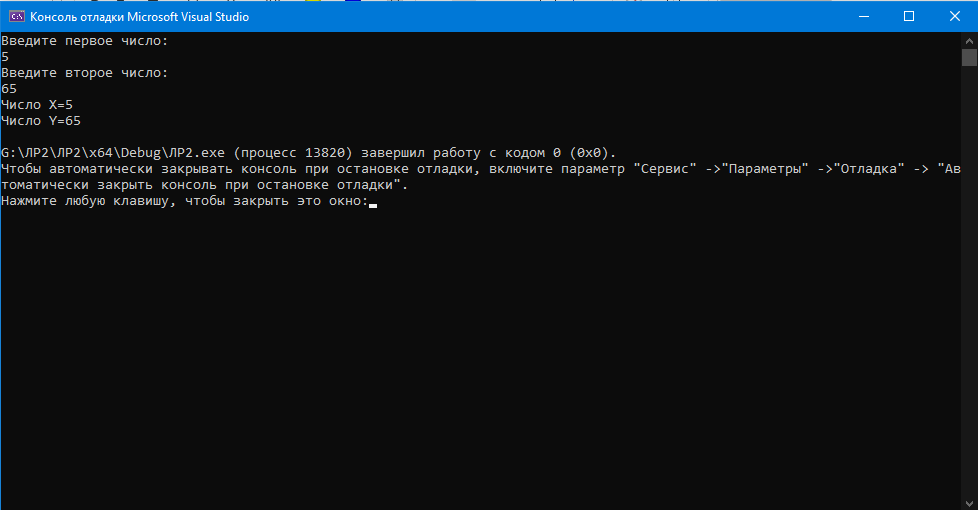 Консоль отладки Microsoft Visual Studio
Введите первое число:
5
Введите второе число:
65
Число X=5
Число Y=65
G:\ЛР2\ЛР2\x64\Debug\ЛР2.exe (процесс 13820) завершил работу с кодом 0 (0x0).
Чтобы автоматически закрывать консоль при остановке отладки, включите параметр "Сервис" ->"Параметры" ->"Отладка" -> "Ав
томатически закрыть консоль при остановке отладки".
Нажмите любую клавишу, чтобы закрыть это окно: